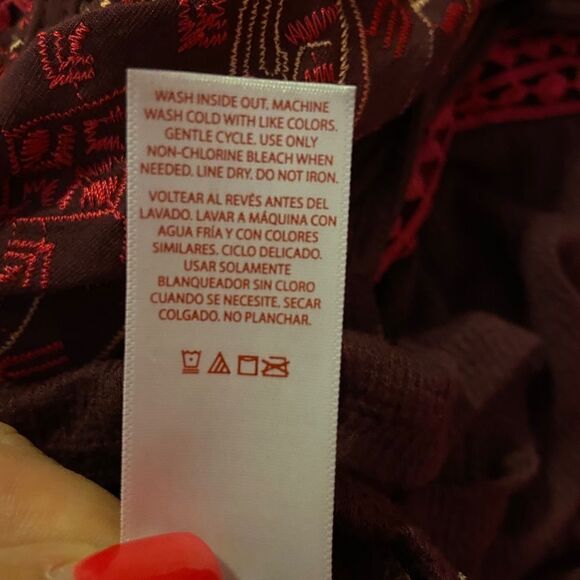 WASH INSIDE OUT. MACHINE
WASH COLD WITH LIKE COLORS.
GENTLE CYCLE. USE ONLY
NON-CHLORINE BLEACH WHEN
NEEDED. LINE DRY. DO NOT IRON.
VOLTEAR AL REVÉS ANTES DEL
LAVADO. LAVAR A MÁQUINA CON
AGUA FRÍA Y CON COLORES
SIMILARES. CICLO DELICADO.
USAR SOLAMENTE
BLANQUEADOR SIN CLORO
CUANDO SE NECESITE. SECAR
COLGADO. NO PLANCHAR.